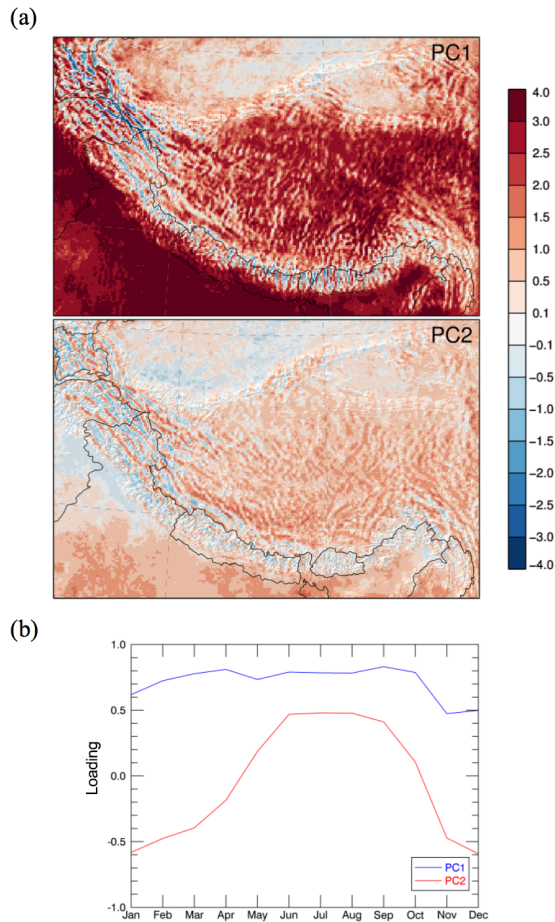 (a)
PC1
4.0
3.0
2.5
2.0
1.5
1.0
0.5
0.1
−0.1
−0.5
−1.0
−1.5
−2.0
−2.5
−3.0
−4.0
PC2
(b)
1.0
0.5
0.0
-0.5
-1.0
Loading
Jan Feb Mar Apr May Jun Jul Aug Sep Oct Nov Dec
PC1
PC2